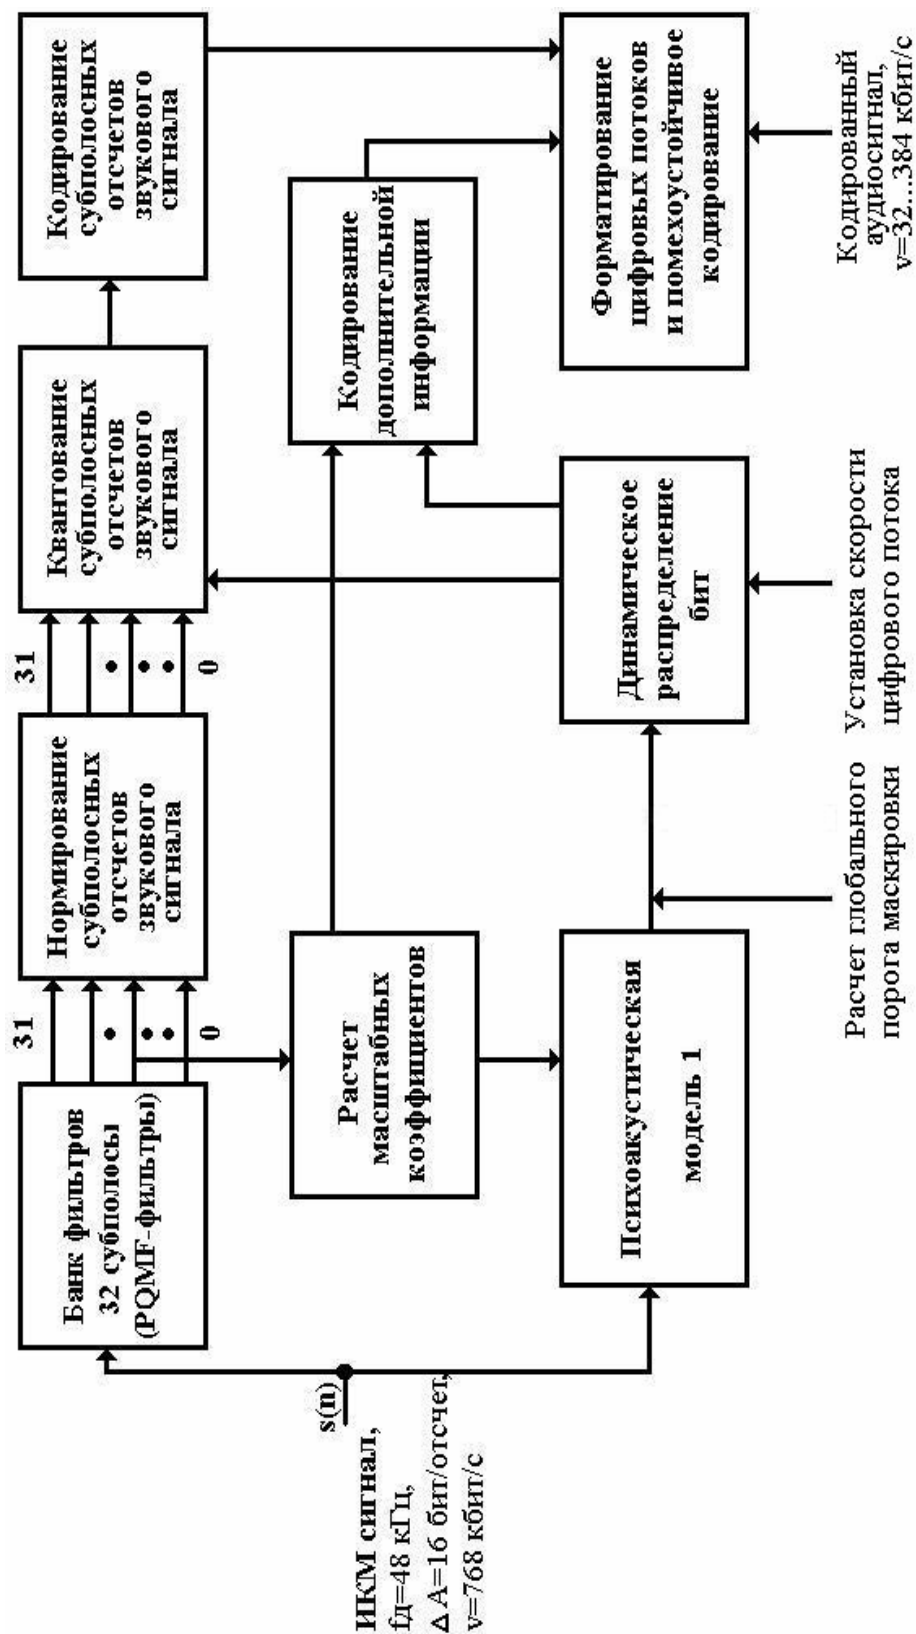 ИКМ сигнал,
fд=48 кГц,
Δ A=16 бит/отсчет,
v=768 кбит/с
s(n)
Банк фильтров
32 субполосы
(PQMF-фильтры)
31
0
Нормирование
субполосных
отсчетов
звукового
сигнала
31
0
Квантование
субполосных
отсчетов
звукового
сигнала
Кодирование
субполосных
отсчетов
звукового
сигнала
Расчет
масштабных
коэффициентов
Кодирование
дополнительной
информации
Психоакустическая
модель 1
Динамическое
распределение
бит
Форматирование
цифровых потоков
и помехоустойчивое
кодирование
Расчет глобального
порога маскировки
Установка скорости
цифрового потока
Кодированный
аудиосигнал,
v=32...384 кбит/с